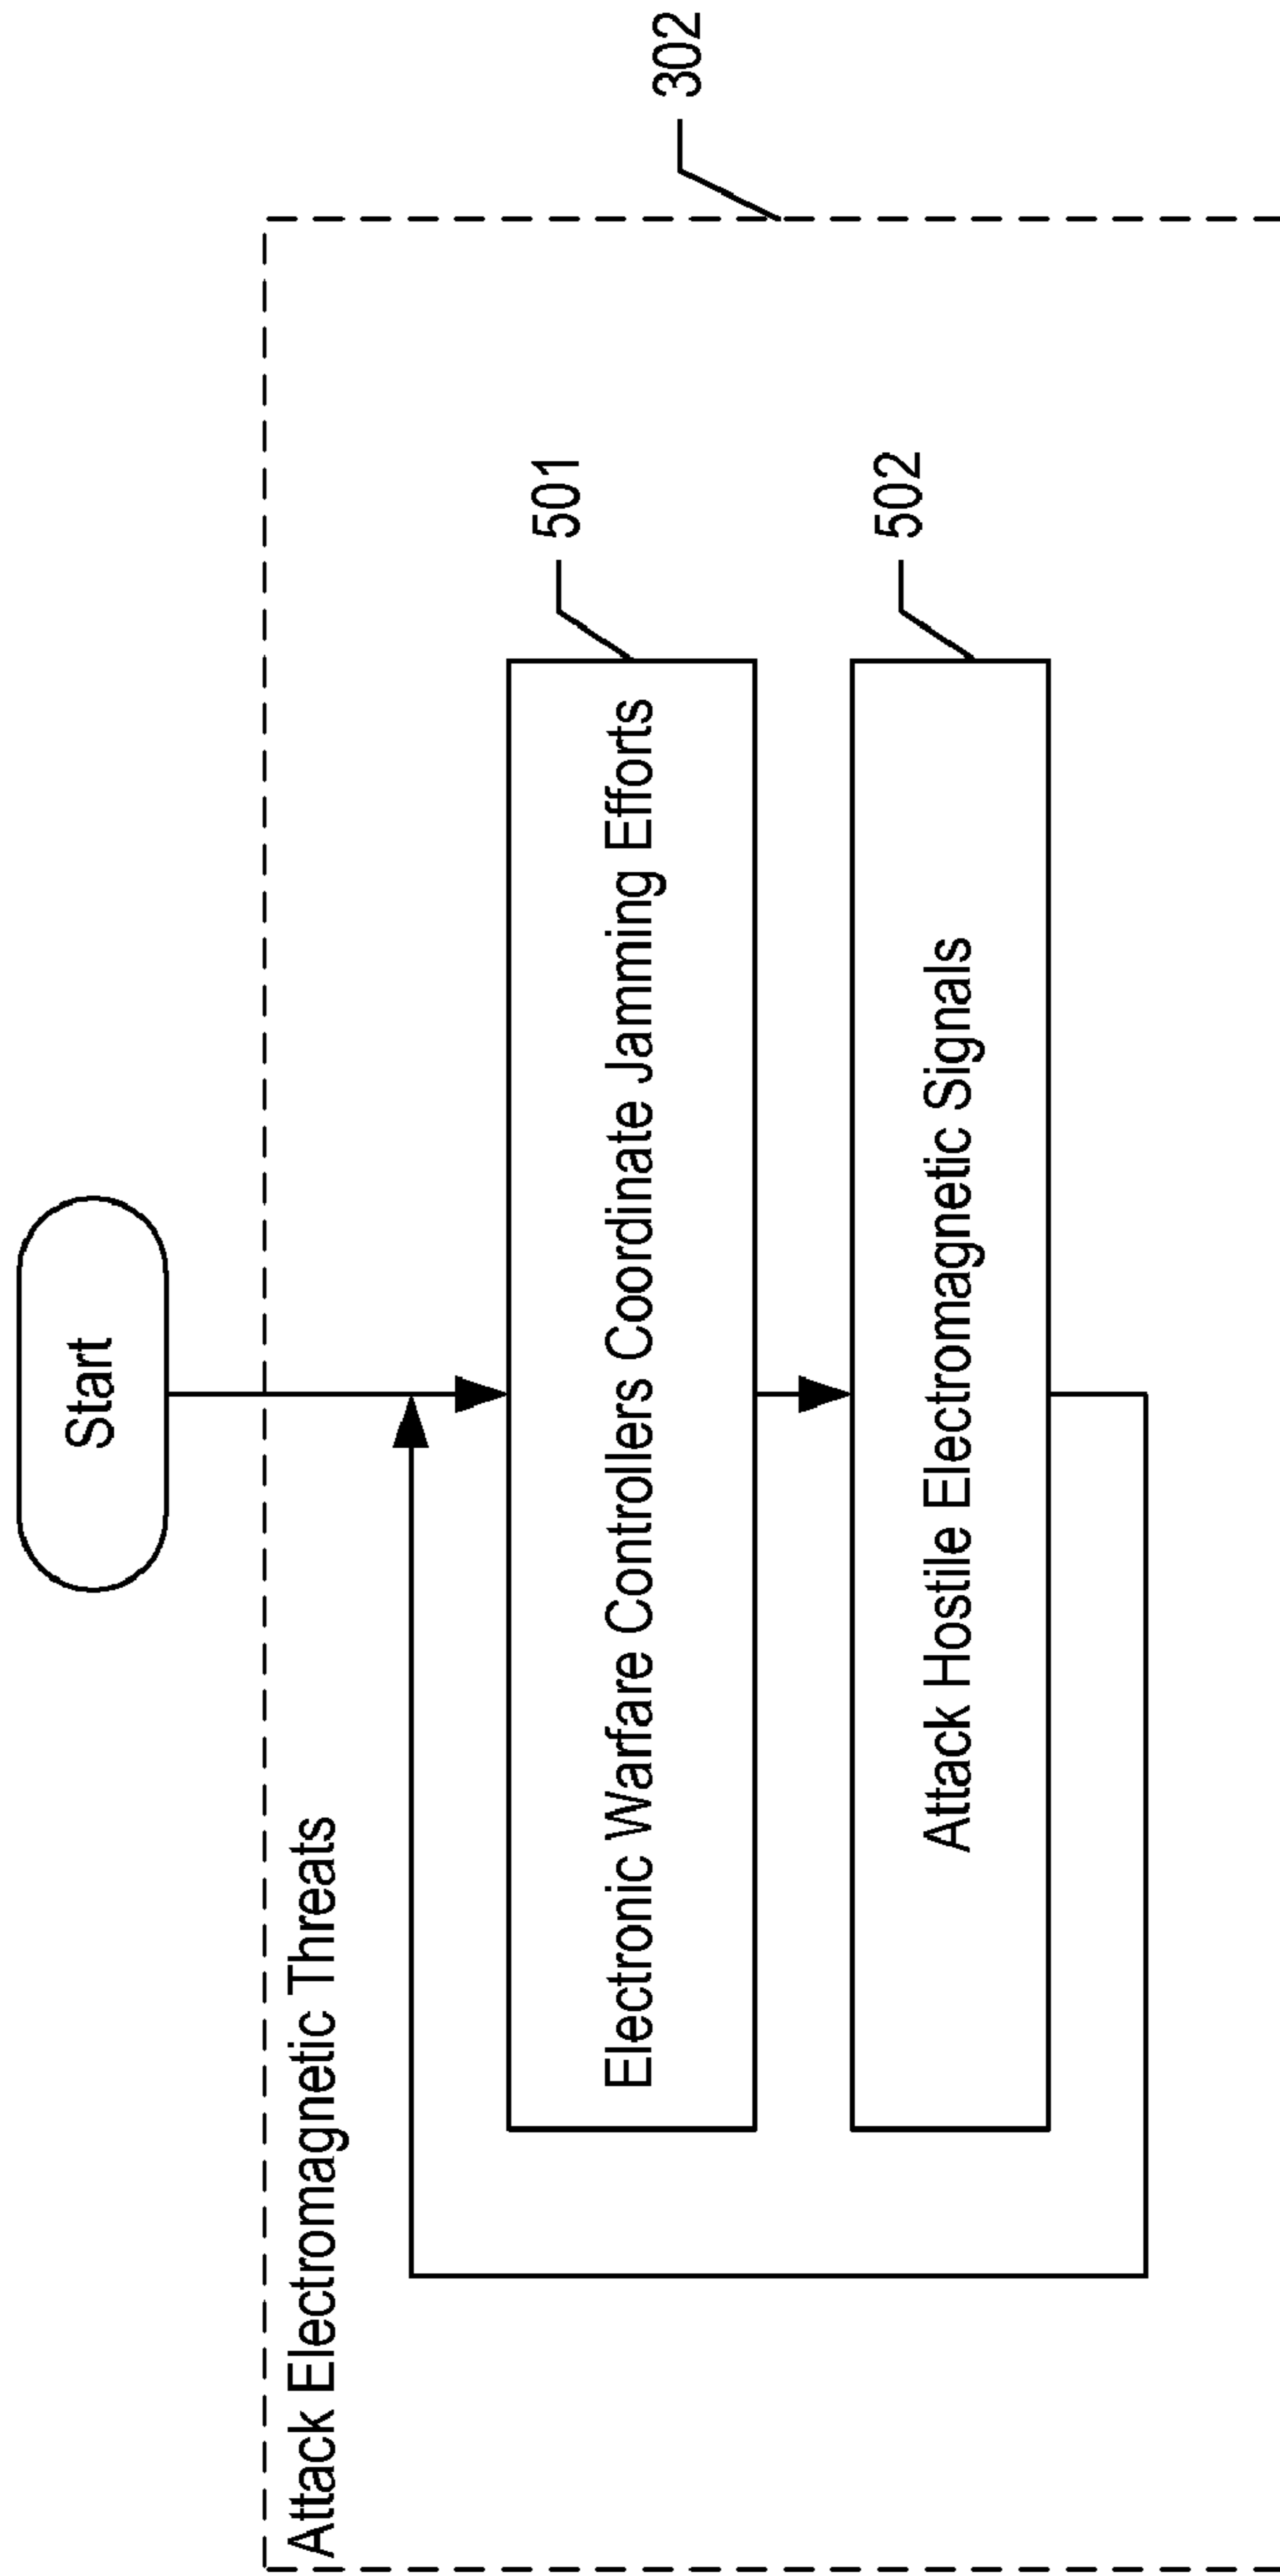 Start
Attack Electromagnetic Threats
302
Electronic Warfare Controllers Coordinate Jamming Efforts
501
Attack Hostile Electromagnetic Signals
502